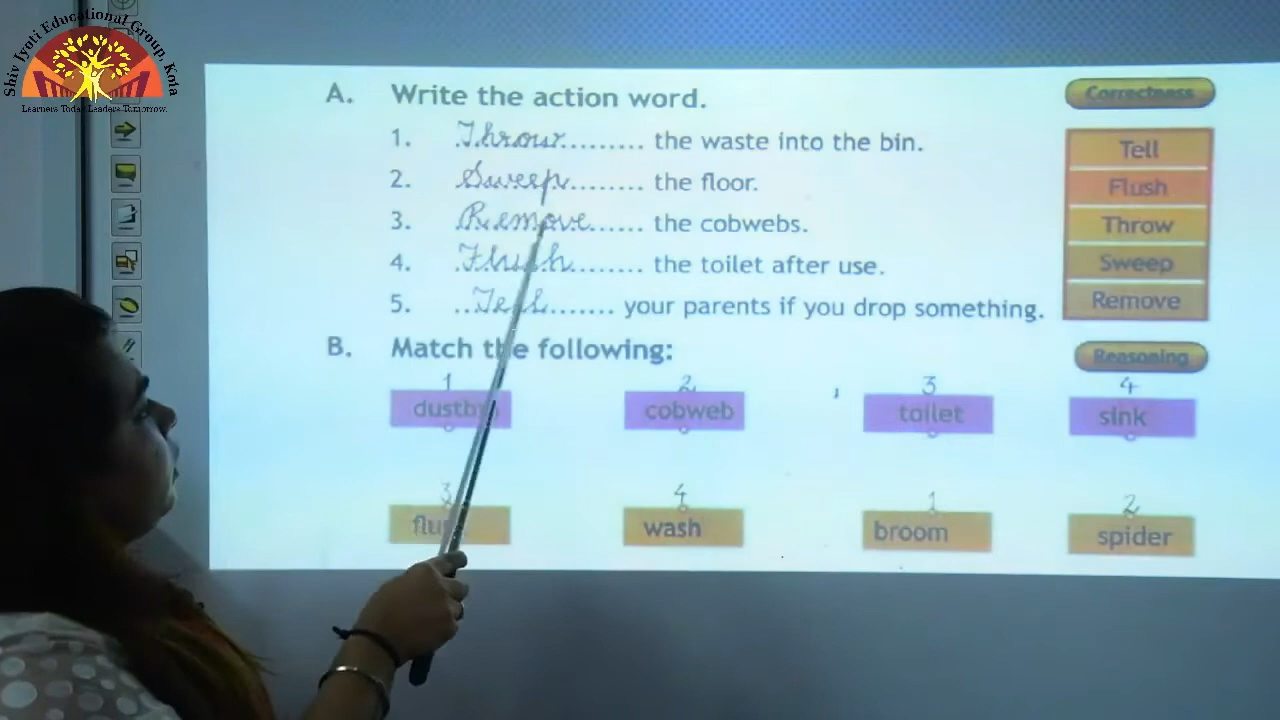 Shiv Jyoti Educational Group, Kota
Learners Today Leaders Tomorrow.
A. Write the action word.
Correctness
1. Throw......... the waste into the bin.
2. Sweep........ the floor.
3. Remove...... the cobwebs.
4. .Flush........ the toilet after use.
5. ..Tell....... your parents if you drop something.
Tell
Flush
Throw
Sweep
Remove
B. Match the following:
Reasoning
1 2 3 4
cobweb toilet sink
3 4 1 2
wash broom spider